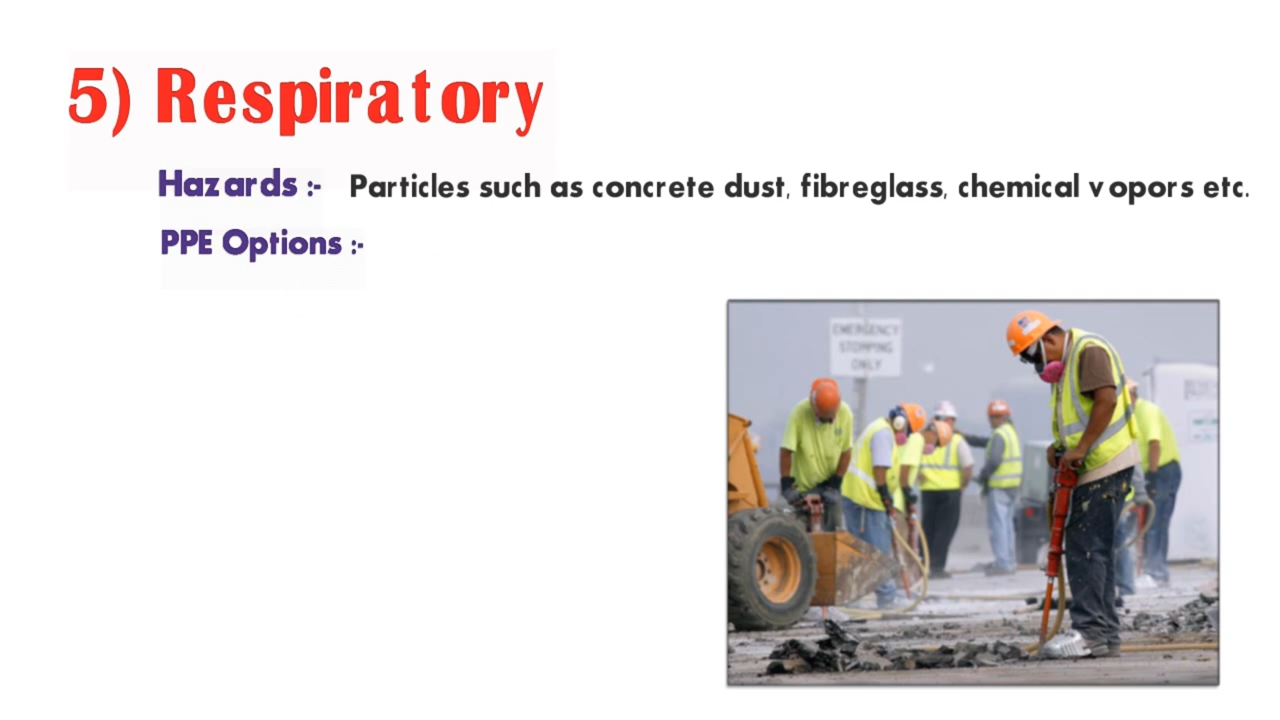 5) Respiratory
Hazards :- Particles such as concrete dust, fibreglass, chemical vopors etc.
PPE Options :-
EMERGENCY
STOPPING
ONLY